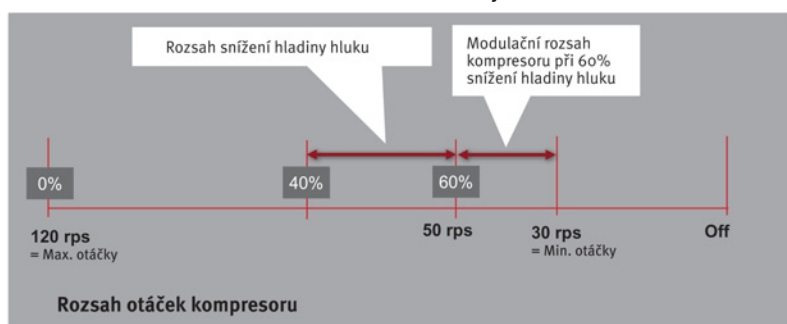 Rozsah snížení hladiny hluku
Modulační rozsah
kompresoru při 60%
snížení hladiny hluku
0%
40%
60%
120 rps
= Max. otáčky
50 rps
30 rps
= Min. otáčky
Off
Rozsah otáček kompresoru